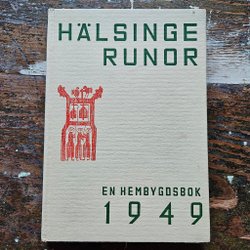 HÄLSINGE
RUNOR
EN HEMBYGDSBOK
1949